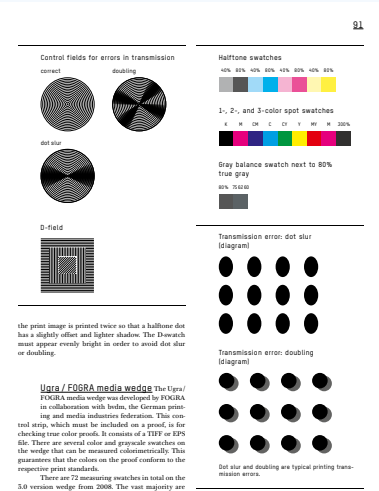 91
Control fields for errors in transmission
correct
doubling
dot slur
D-field
the print image is printed twice so that a halftone dot
has a slightly offset and lighter shadow. The D-swatch
must appear evenly bright in order to avoid dot slur
or doubling.
Ugra / FOGRA media wedge The Ugra/
FOGRA media wedge was developed by FOGRA
in collaboration with bvdm, the German print-
ing and media industries federation. This con-
trol strip, which must be included on a proof, is for
checking true color proofs. It consists of a TIFF or EPS
file. There are several color and grayscale swatches on
the wedge that can be measured colorimetrically. This
guarantees that the colors on the proof conform to the
respective print standards.
There are 72 measuring swatches in total on the
3.0 version wedge from 2008. The vast majority are
Halftone swatches
40% 80% 40% 80% 40% 80% 40% 80%
1-, 2-, and 3-color spot swatches
K M CM C CY Y MY M 300%
Gray balance swatch next to 80%
true gray
80% 75 62 60
Transmission error: dot slur
(diagram)
Transmission error: doubling
(diagram)
Dot slur and doubling are typical printing trans-
mission errors.